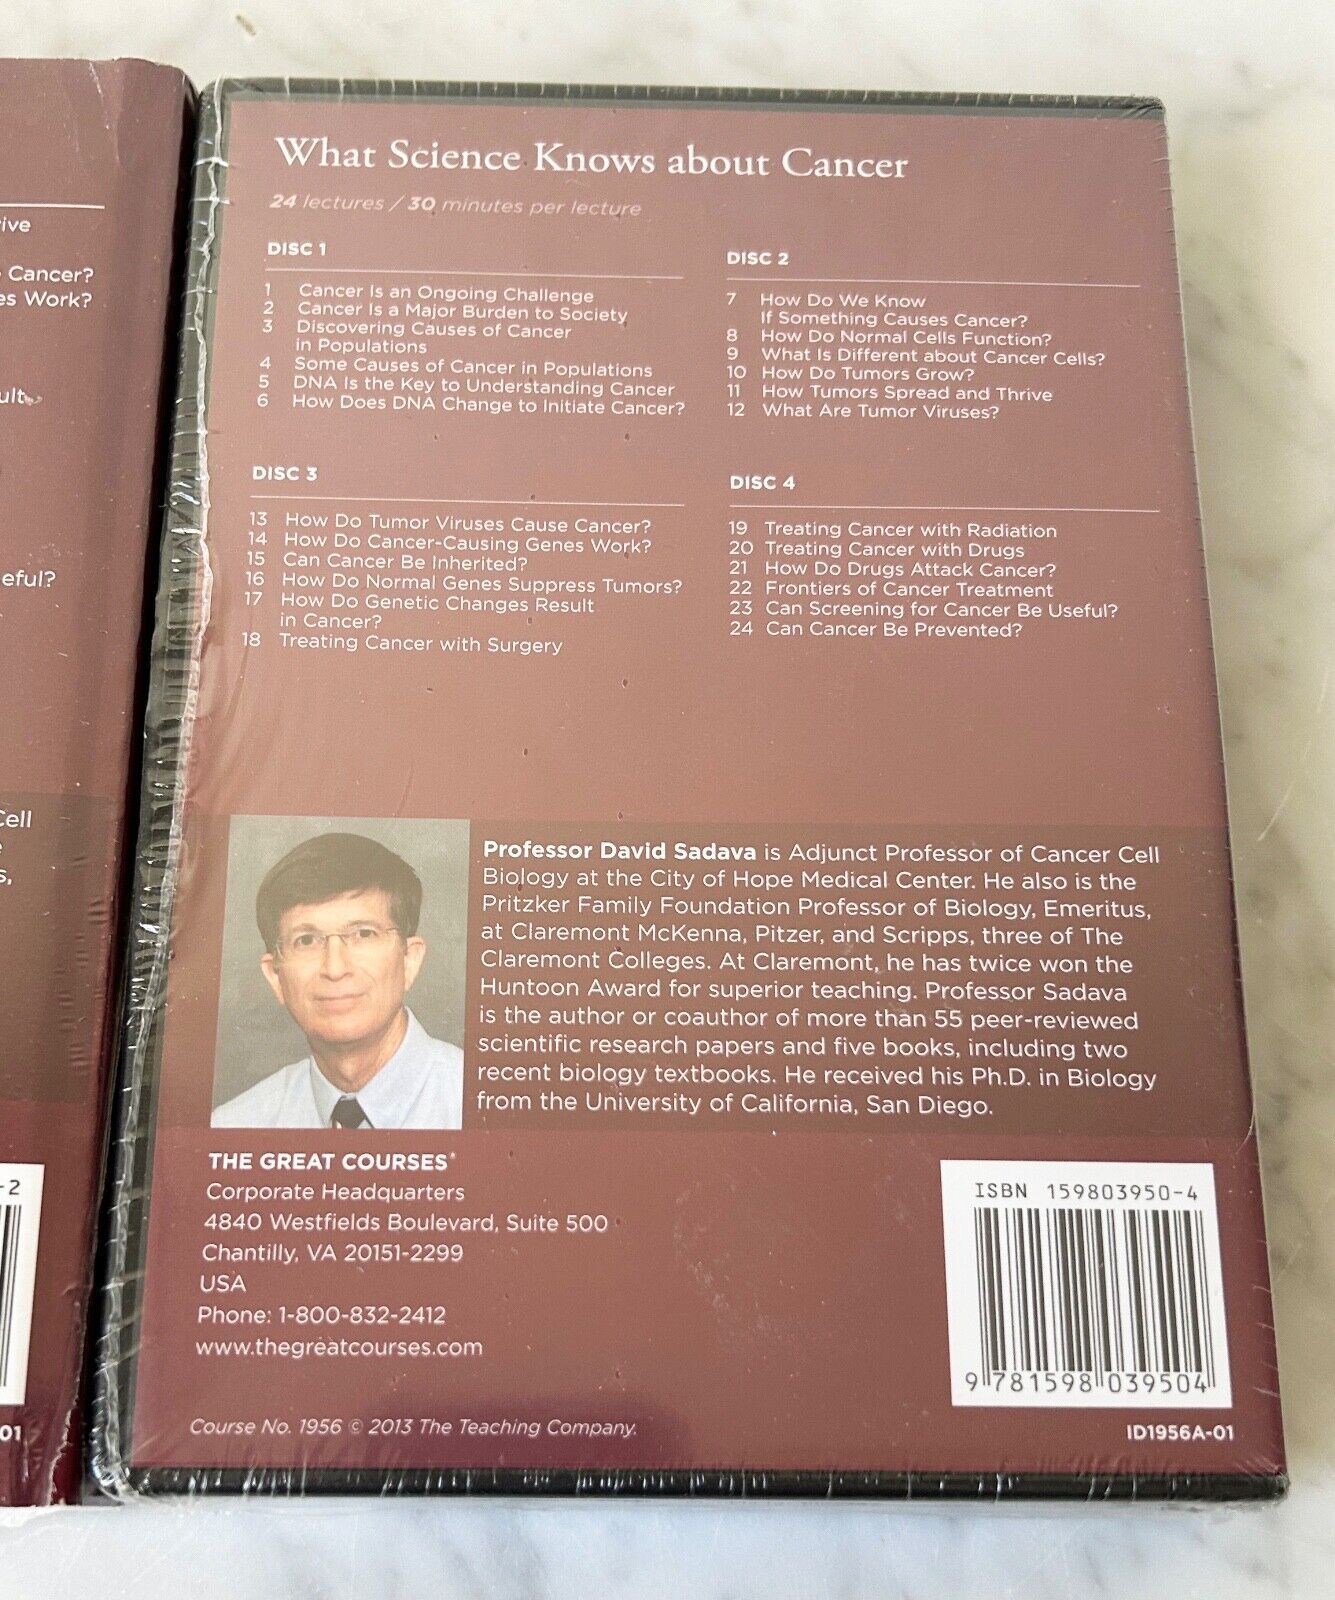 ive
Cancer?
es Work?
ult
eful?
Cell
s,
-2
01
What Science Knows about Cancer
24 lectures / 30 minutes per lecture
DISC 1
1 Cancer Is an Ongoing Challenge
2 Cancer Is a Major Burden to Society
3 Discovering Causes of Cancer
in Populations
4 Some Causes of Cancer in Populations
5 DNA Is the Key to Understanding Cancer
6 How Does DNA Change to Initiate Cancer?
DISC 2
7 How Do We Know
If Something Causes Cancer?
8 How Do Normal Cells Function?
9 What Is Different about Cancer Cells?
10 How Do Tumors Grow?
11 How Tumors Spread and Thrive
12 What Are Tumor Viruses?
DISC 3
13 How Do Tumor Viruses Cause Cancer?
14 How Do Cancer-Causing Genes Work?
15 Can Cancer Be Inherited?
16 How Do Normal Genes Suppress Tumors?
17 How Do Genetic Changes Result
in Cancer?
18 Treating Cancer with Surgery
DISC 4
19 Treating Cancer with Radiation
20 Treating Cancer with Drugs
21 How Do Drugs Attack Cancer?
22 Frontiers of Cancer Treatment
23 Can Screening for Cancer Be Useful?
24 Can Cancer Be Prevented?
Professor David Sadava is Adjunct Professor of Cancer Cell
Biology at the City of Hope Medical Center. He also is the
Pritzker Family Foundation Professor of Biology, Emeritus,
at Claremont McKenna, Pitzer, and Scripps, three of The
Claremont Colleges. At Claremont, he has twice won the
Huntoon Award for superior teaching. Professor Sadava
is the author or coauthor of more than 55 peer-reviewed
scientific research papers and five books, including two
recent biology textbooks. He received his Ph.D. in Biology
from the University of California, San Diego.
THE GREAT COURSES®
Corporate Headquarters
4840 Westfields Boulevard, Suite 500
Chantilly, VA 20151-2299
USA
Phone: 1-800-832-2412
www.thegreatcourses.com
Course No. 1956 © 2013 The Teaching Company.
ISBN 159803950-4
9 781598 039504
ID1956A-01